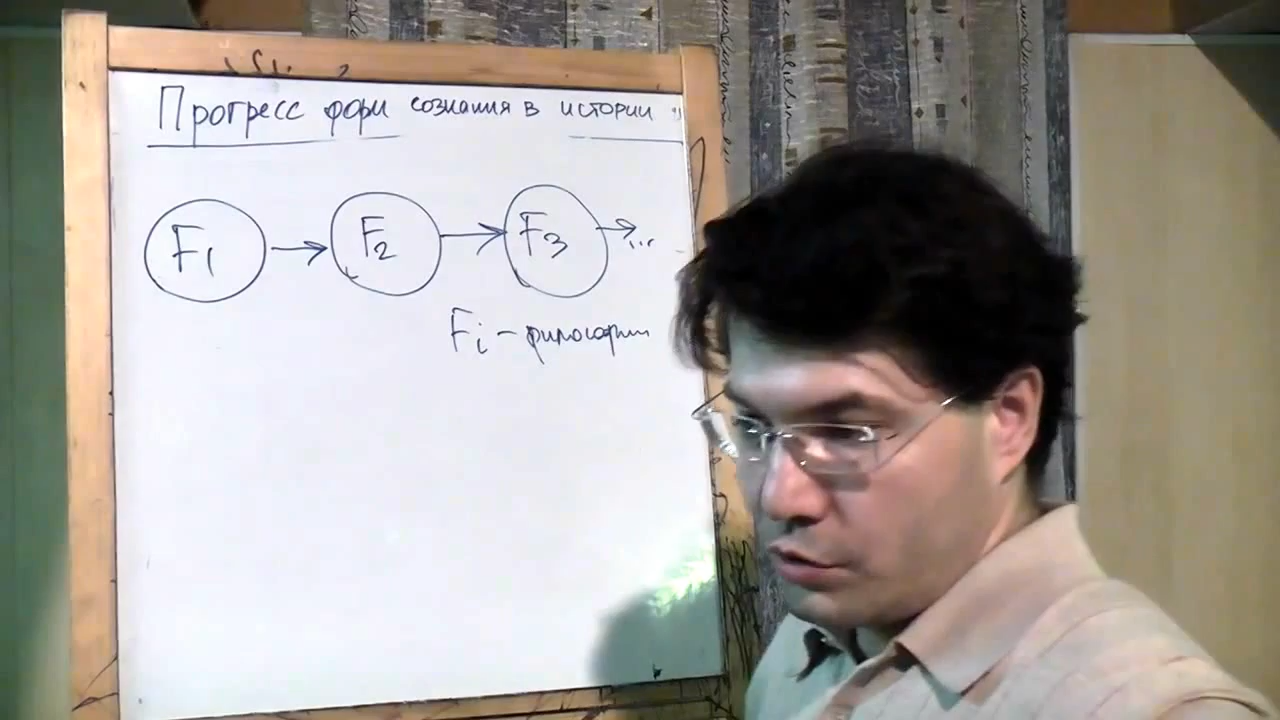 Прогресс форм сознания в истории
F1 → F2 → F3 → ...
Fi – философии